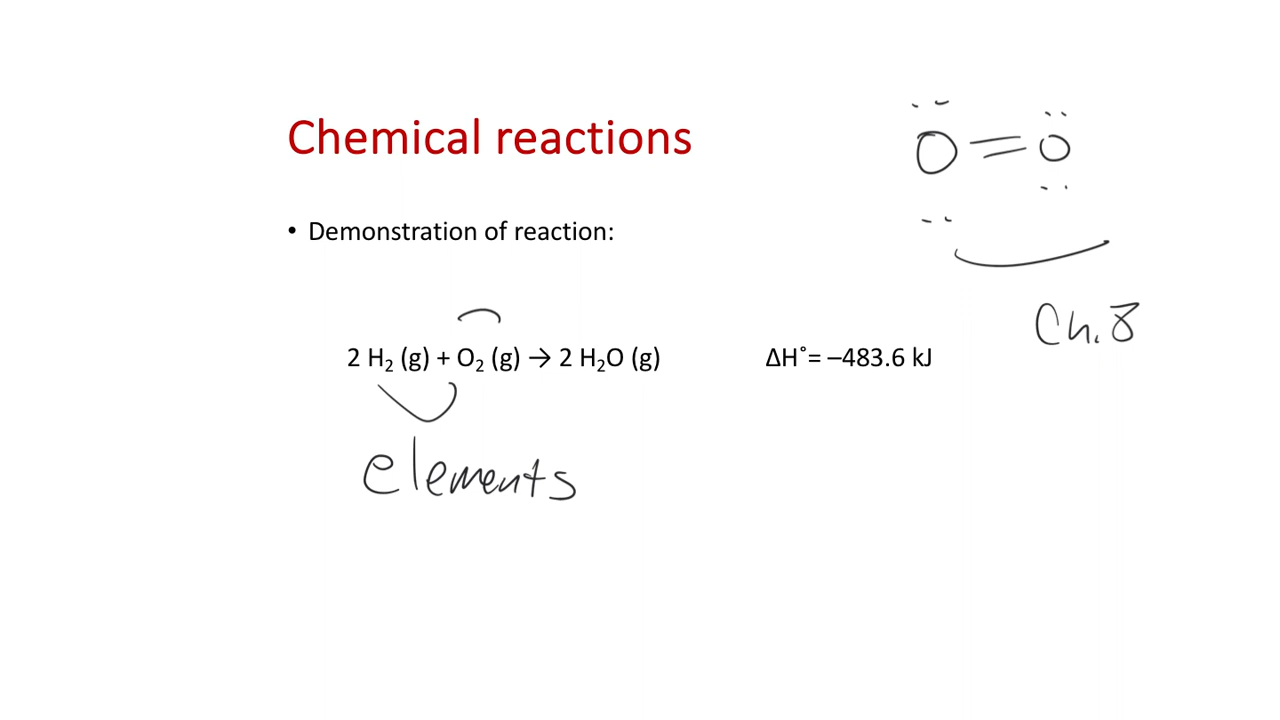 Chemical reactions
O=O
• Demonstration of reaction:
Ch. 8
2 H₂ (g) + O₂ (g) → 2 H₂O (g) ΔH˚= –483.6 kJ
elements